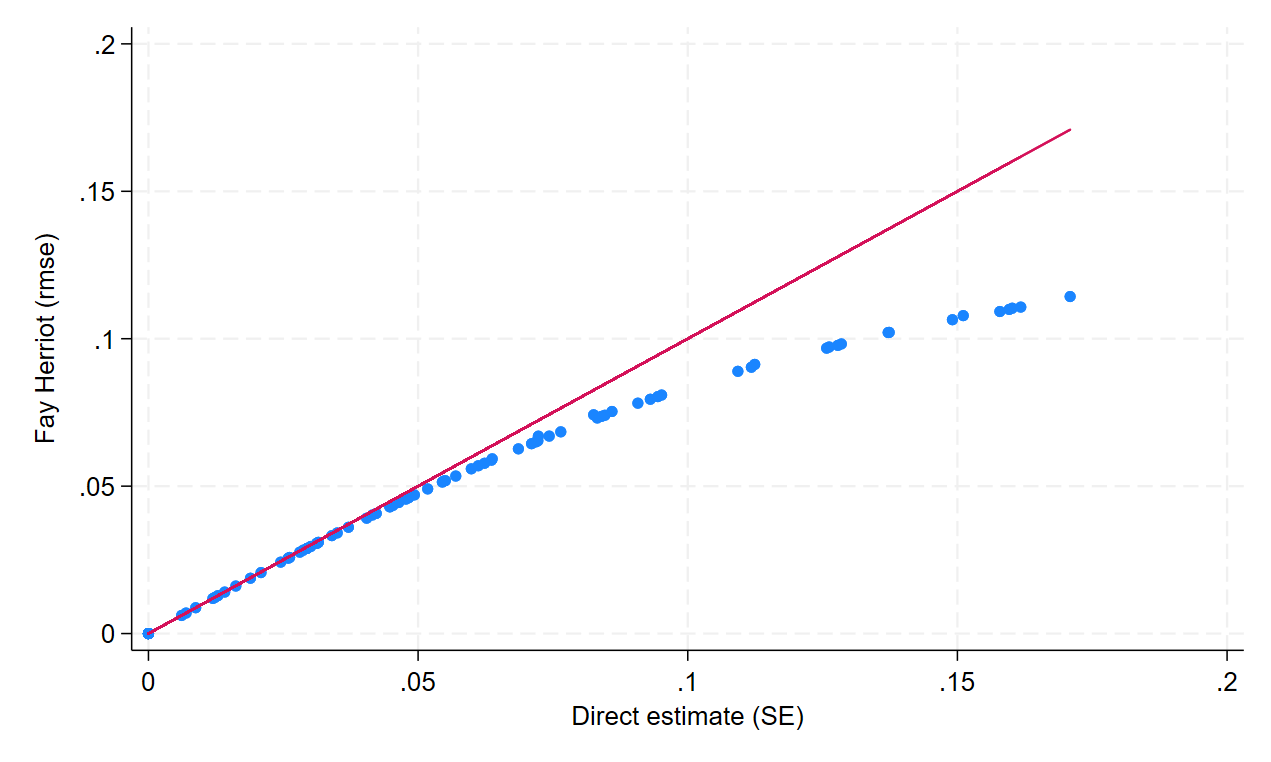 Fay Herriot (rmse)
.2
.15
.1
.05
0
0 .05 .1 .15 .2
Direct estimate (SE)